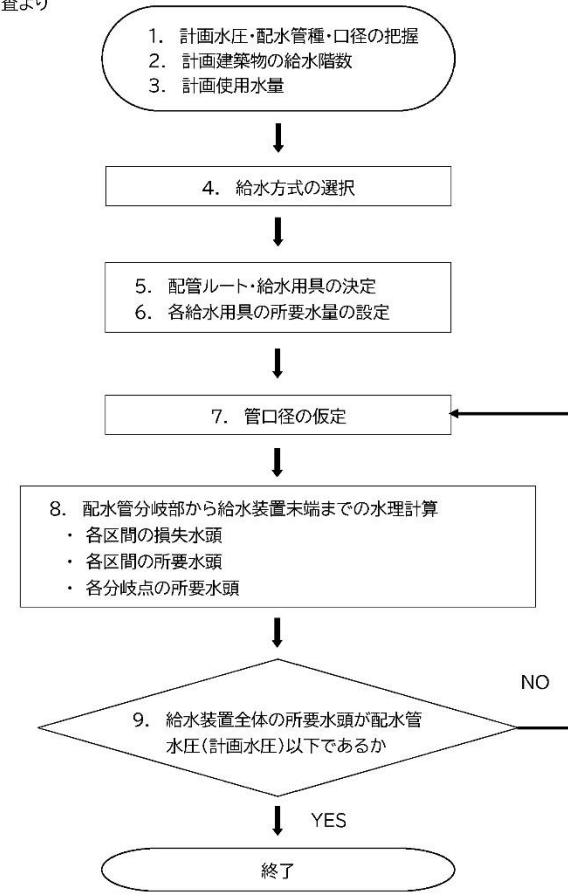 査より
1. 計画水圧・配水管種・口径の把握
2. 計画建築物の給水階数
3. 計画使用水量
4. 給水方式の選択
5. 配管ルート・給水用具の決定
6. 各給水用具の所要水量の設定
7. 管口径の仮定
8. 配水管分岐部から給水装置末端までの水理計算
・ 各区間の損失水頭
・ 各区間の所要水頭
・ 各分岐点の所要水頭
NO
9. 給水装置全体の所要水頭が配水管
水圧(計画水圧)以下であるか
YES
終了